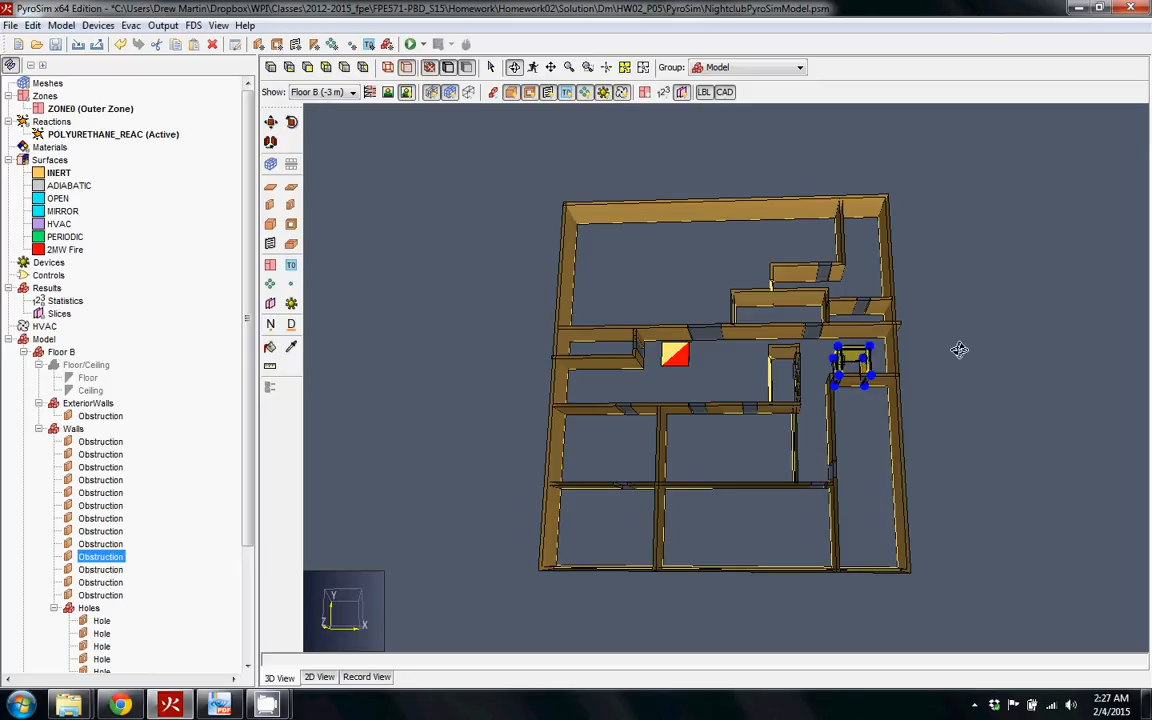 PyroSim x64 Edition - *C:\Users\Drew Martin\Dropbox\WPI\Classes\2012-2015_fpe\FPE571-PBD_S15\Homework\Homework02\Solution\Dm\HW02_P05\PyroSim\NightclubPyroSimModel.psm
File Edit Model Devices Evac Output FDS View Help
Group: Model
Show: Floor B (-3 m) LBL CAD
Meshes
Zones
ZONE0 (Outer Zone)
Reactions
POLYURETHANE_REAC (Active)
Materials
Surfaces
INERT
ADIABATIC
OPEN
MIRROR
HVAC
PERIODIC
2MW Fire
Devices
Controls
Results
Statistics
Slices
HVAC
Model
Floor B
Floor/Ceiling
Floor
Ceiling
ExteriorWalls
Obstruction
Walls
Obstruction
Obstruction
Obstruction
Obstruction
Obstruction
Obstruction
Obstruction
Obstruction
Obstruction
Obstruction
Obstruction
Obstruction
Obstruction
Holes
Hole
Hole
Hole
Hole
Hole
N D
Y
Z X
3D View 2D View Record View
2:27 AM
2/4/2015